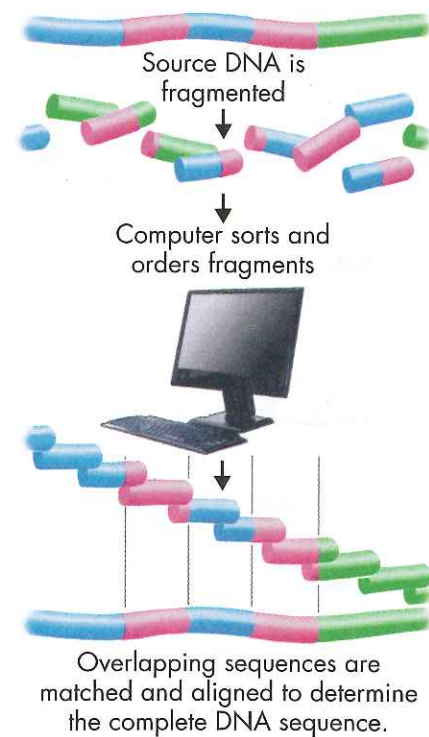 Source DNA is
fragmented
Computer sorts and
orders fragments
Overlapping sequences are
matched and aligned to determine
the complete DNA sequence.